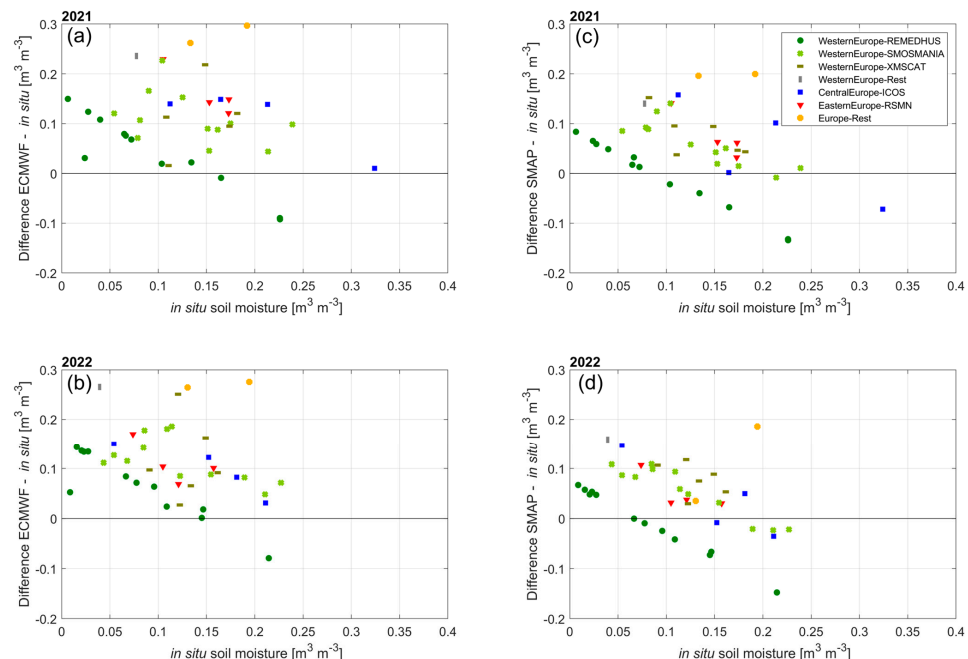 2021
(a)
0.3
0.2
0.1
0
-0.1
-0.2
Difference ECMWF - in situ [m³ m⁻³]
0 0.05 0.1 0.15 0.2 0.25 0.3 0.35 0.4
in situ soil moisture [m³ m⁻³]
2021
(c)
0.3
0.2
0.1
0
-0.1
-0.2
Difference SMAP - in situ [m³ m⁻³]
WesternEurope-REMEDHUS
WesternEurope-SMOSMANIA
WesternEurope-XMSCAT
WesternEurope-Rest
CentralEurope-ICOS
EasternEurope-RSMN
Europe-Rest
0 0.05 0.1 0.15 0.2 0.25 0.3 0.35 0.4
in situ soil moisture [m³ m⁻³]
2022
(b)
0.3
0.2
0.1
0
-0.1
-0.2
Difference ECMWF - in situ [m³ m⁻³]
0 0.05 0.1 0.15 0.2 0.25 0.3 0.35 0.4
in situ soil moisture [m³ m⁻³]
2022
(d)
0.3
0.2
0.1
0
-0.1
-0.2
Difference SMAP - in situ [m³ m⁻³]
0 0.05 0.1 0.15 0.2 0.25 0.3 0.35 0.4
in situ soil moisture [m³ m⁻³]